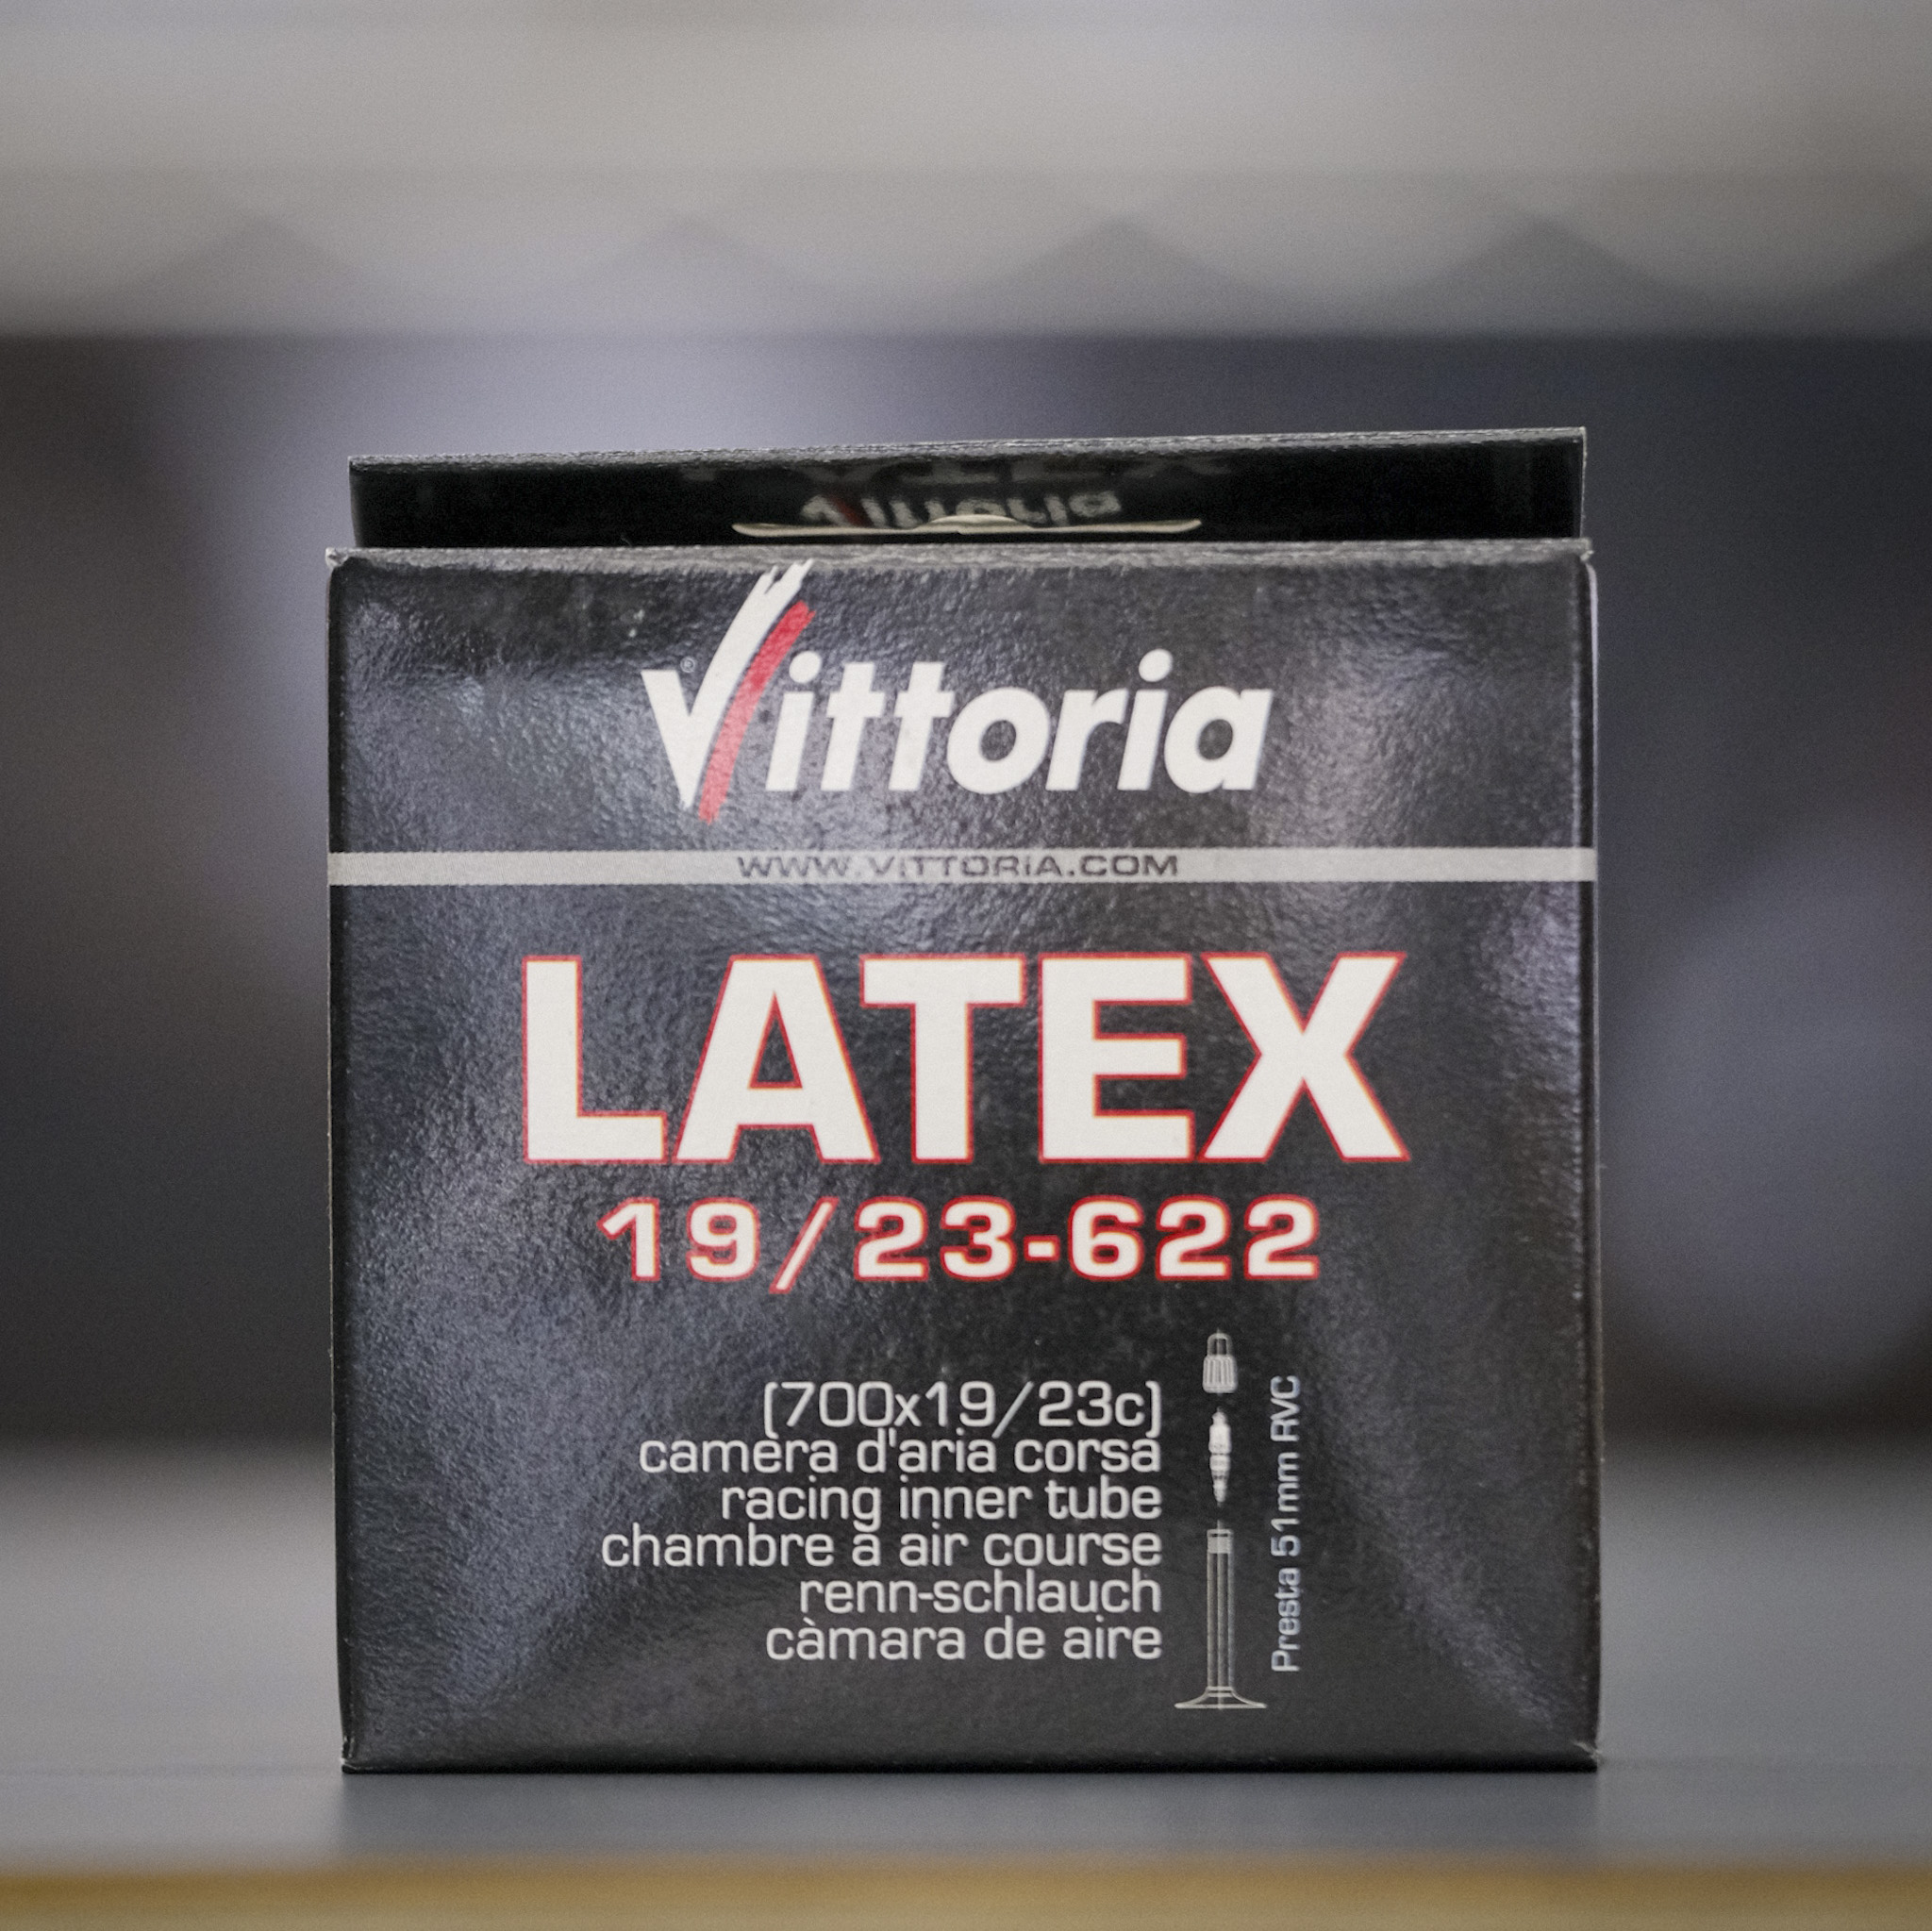 Vittoria
WWW.VITTORIA.COM
LATEX
19/23-622
(700x19/23c)
camera d'aria corsa
racing inner tube
chambre à air course
renn-schlauch
càmara de aire
Presta 51mm RVC